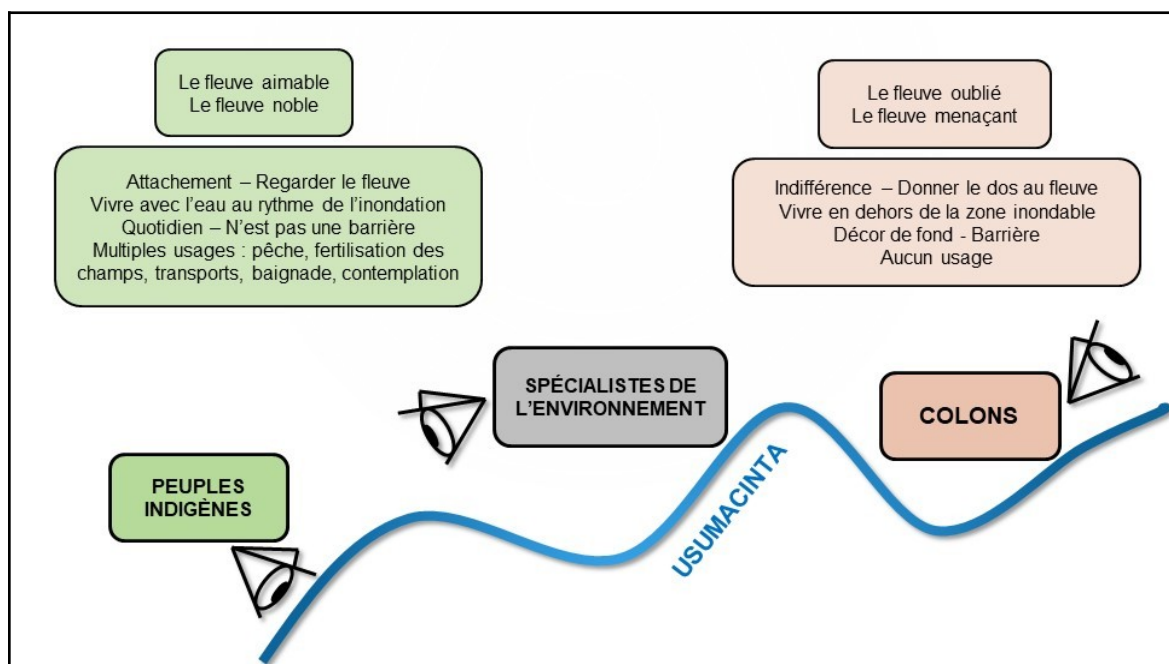 Le fleuve aimable
Le fleuve noble
Attachement – Regarder le fleuve
Vivre avec l'eau au rythme de l'inondation
Quotidien – N'est pas une barrière
Multiples usages : pêche, fertilisation des
champs, transports, baignade, contemplation
Le fleuve oublié
Le fleuve menaçant
Indifférence – Donner le dos au fleuve
Vivre en dehors de la zone inondable
Décor de fond - Barrière
Aucun usage
SPÉCIALISTES DE
L'ENVIRONNEMENT
COLONS
PEUPLES
INDIGÈNES
USUMACINTA